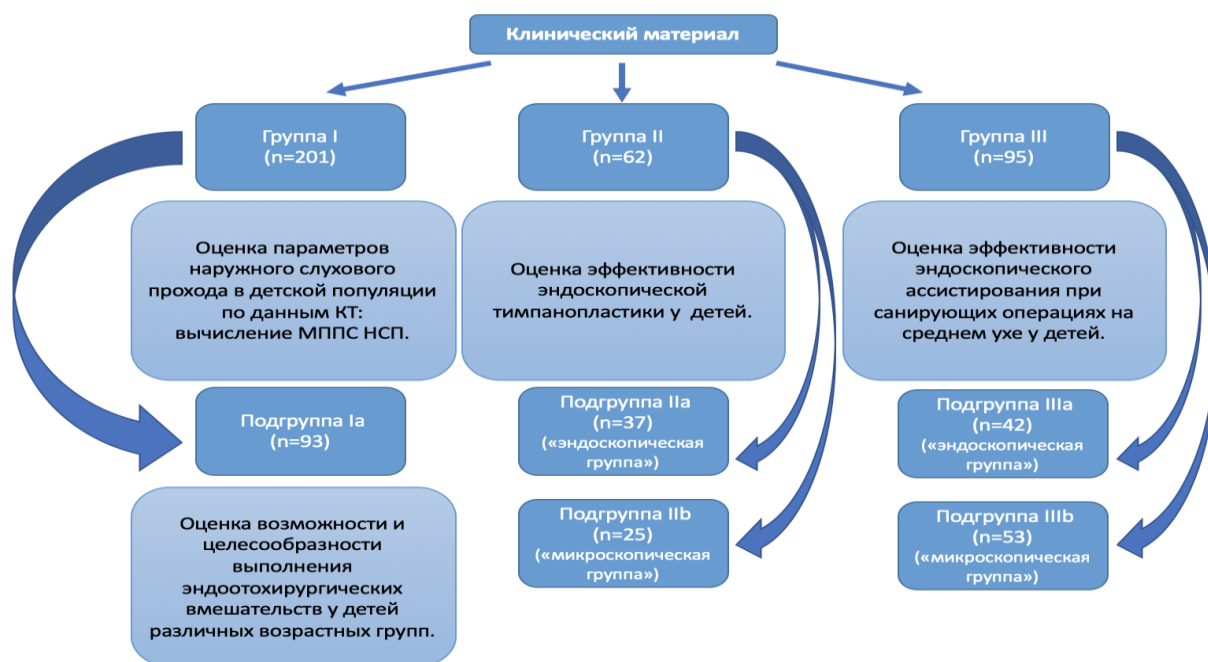 Клинический материал
Группа I
(n=201)
Оценка параметров
наружного слухового
прохода в детской популяции
по данным КТ:
вычисление МППС НСП.
Подгруппа Ia
(n=93)
Оценка возможности и
целесообразности
выполнения
эндоотохирургических
вмешательств у детей
различных возрастных групп.
Группа II
(n=62)
Оценка эффективности
эндоскопической
тимпанопластики у детей.
Подгруппа IIa
(n=37)
(«эндоскопическая
группа»)
Подгруппа IIb
(n=25)
(«микроскопическая
группа»)
Группа III
(n=95)
Оценка эффективности
эндоскопического
ассистирования при
санирующих операциях на
среднем ухе у детей.
Подгруппа IIIa
(n=42)
(«эндоскопическая
группа»)
Подгруппа IIIb
(n=53)
(«микроскопическая
группа»)